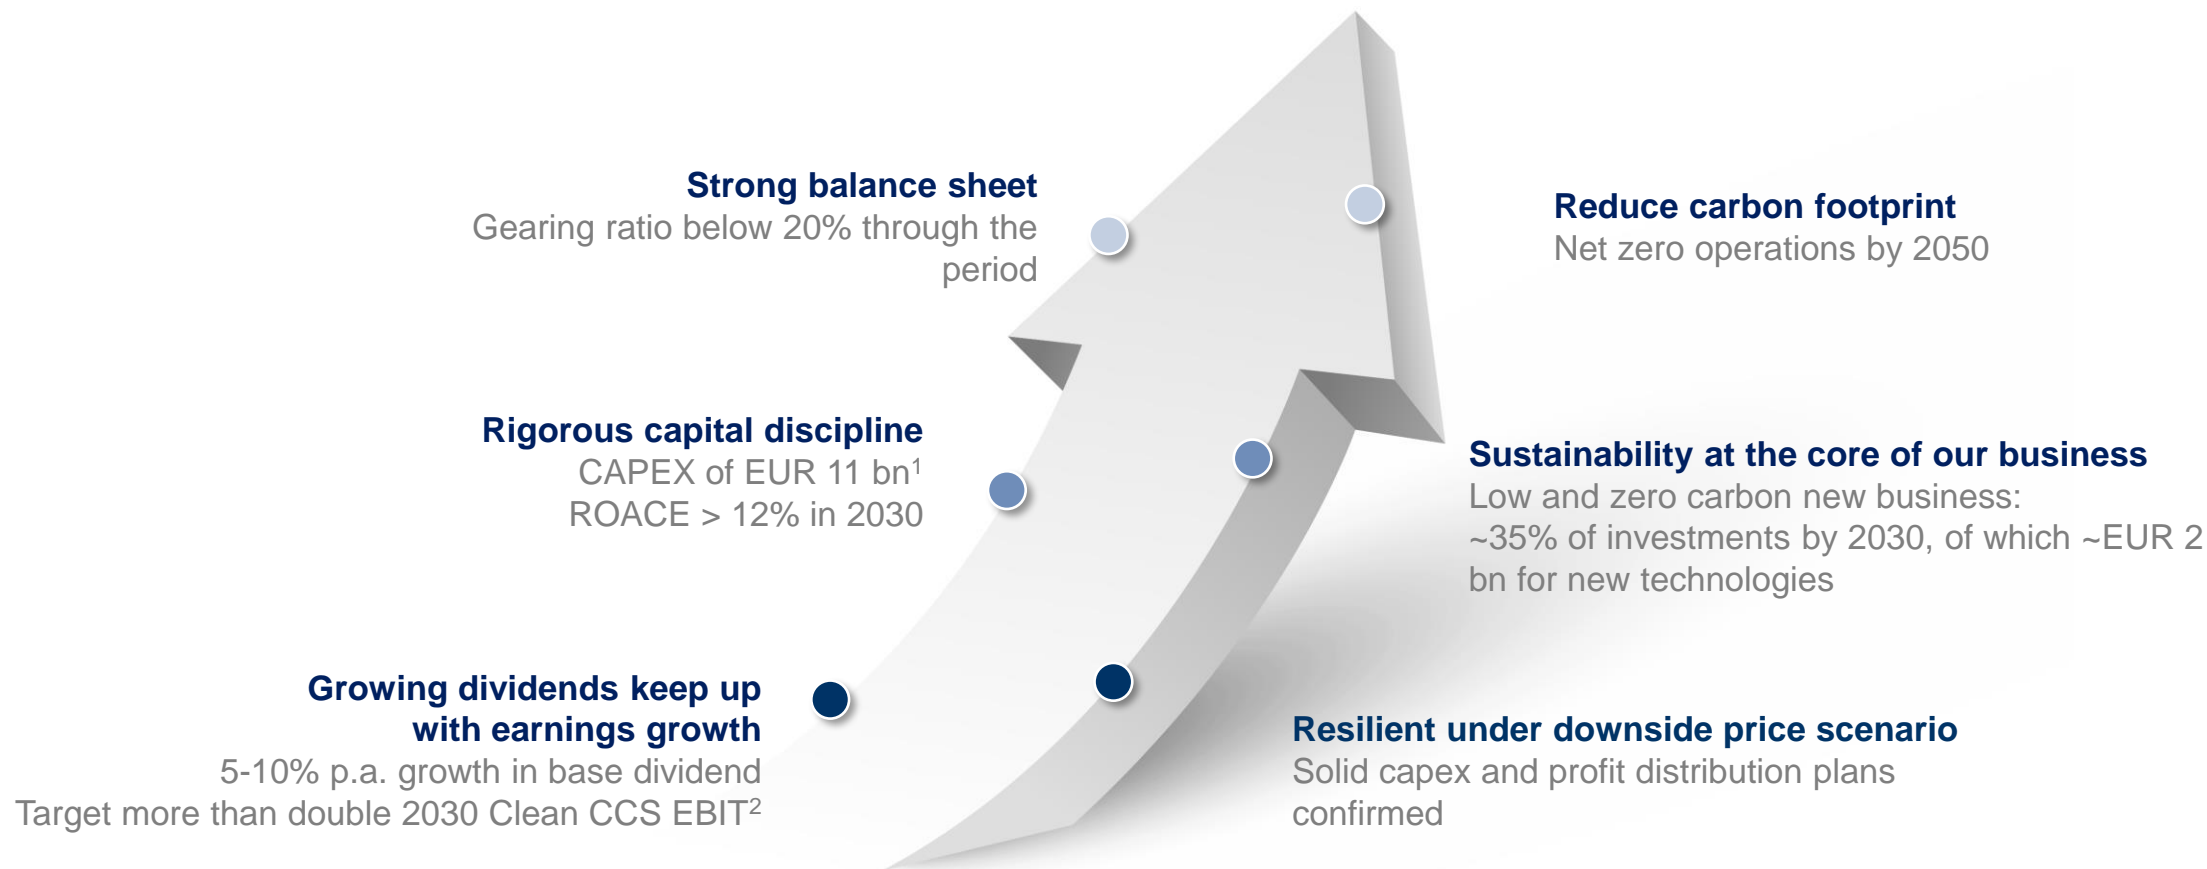 Strong balance sheet
Gearing ratio below 20% through the
period
Reduce carbon footprint
Net zero operations by 2050
Rigorous capital discipline
CAPEX of EUR 11 bn¹
ROACE > 12% in 2030
Sustainability at the core of our business
Low and zero carbon new business:
~35% of investments by 2030, of which ~EUR 2
bn for new technologies
Growing dividends keep up
with earnings growth
5-10% p.a. growth in base dividend
Target more than double 2030 Clean CCS EBIT²
Resilient under downside price scenario
Solid capex and profit distribution plans
confirmed